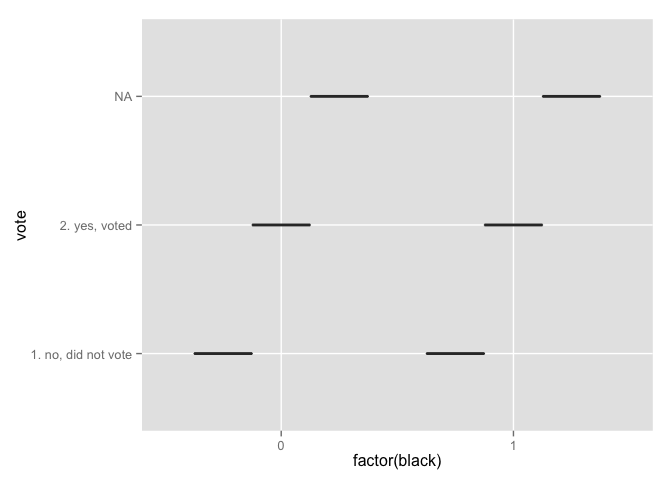 NA
2. yes, voted
1. no, did not vote
vote
0 1
factor(black)